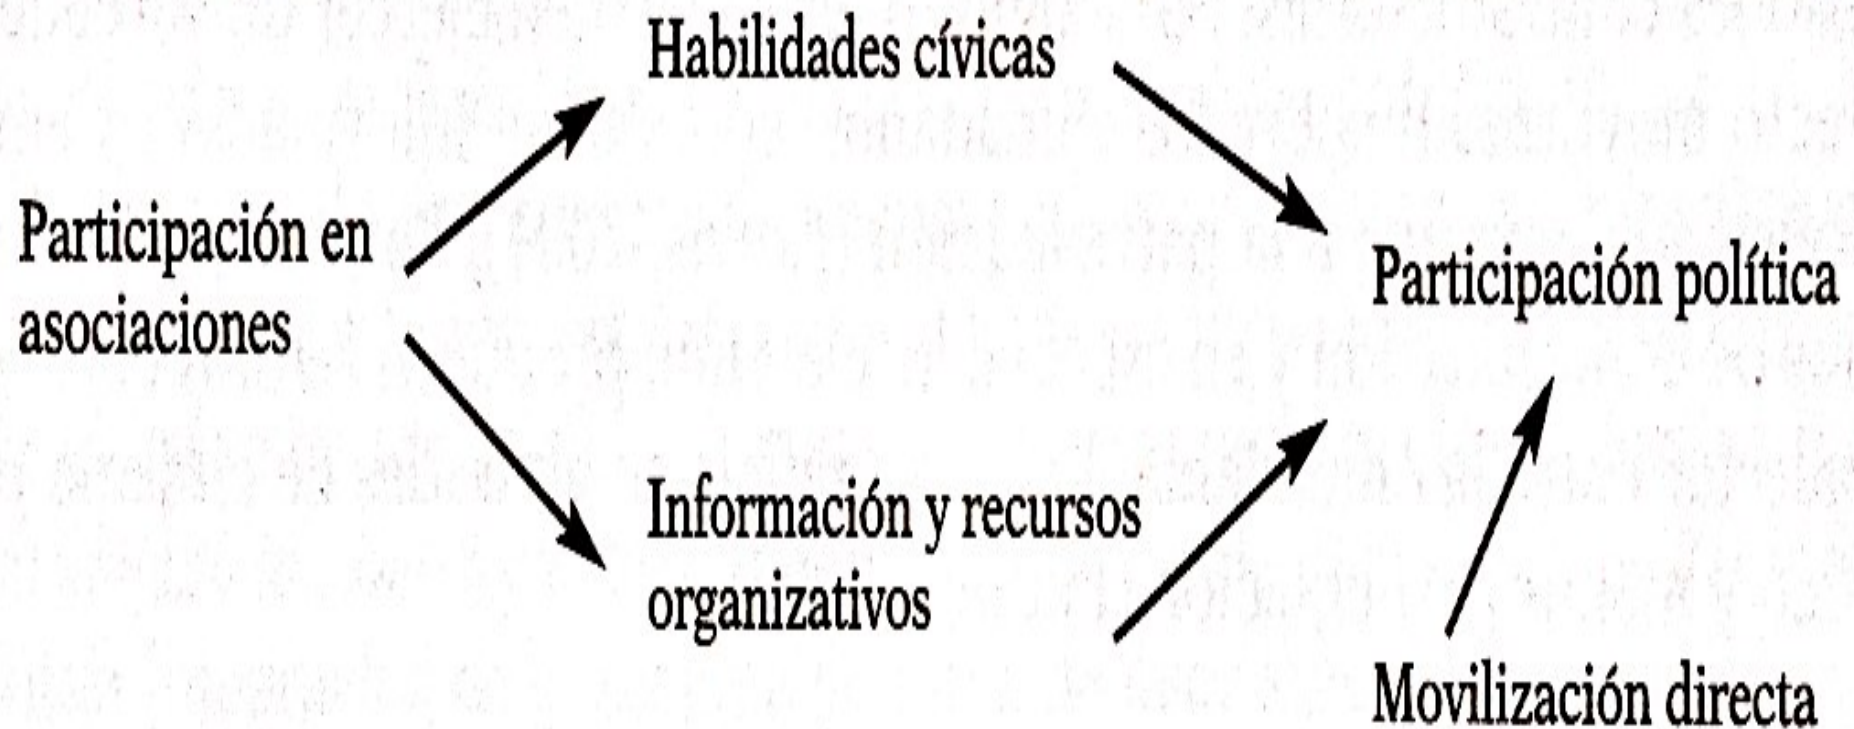 Habilidades cívicas
Participación en
asociaciones
Participación política
Información y recursos
organizativos
Movilización directa